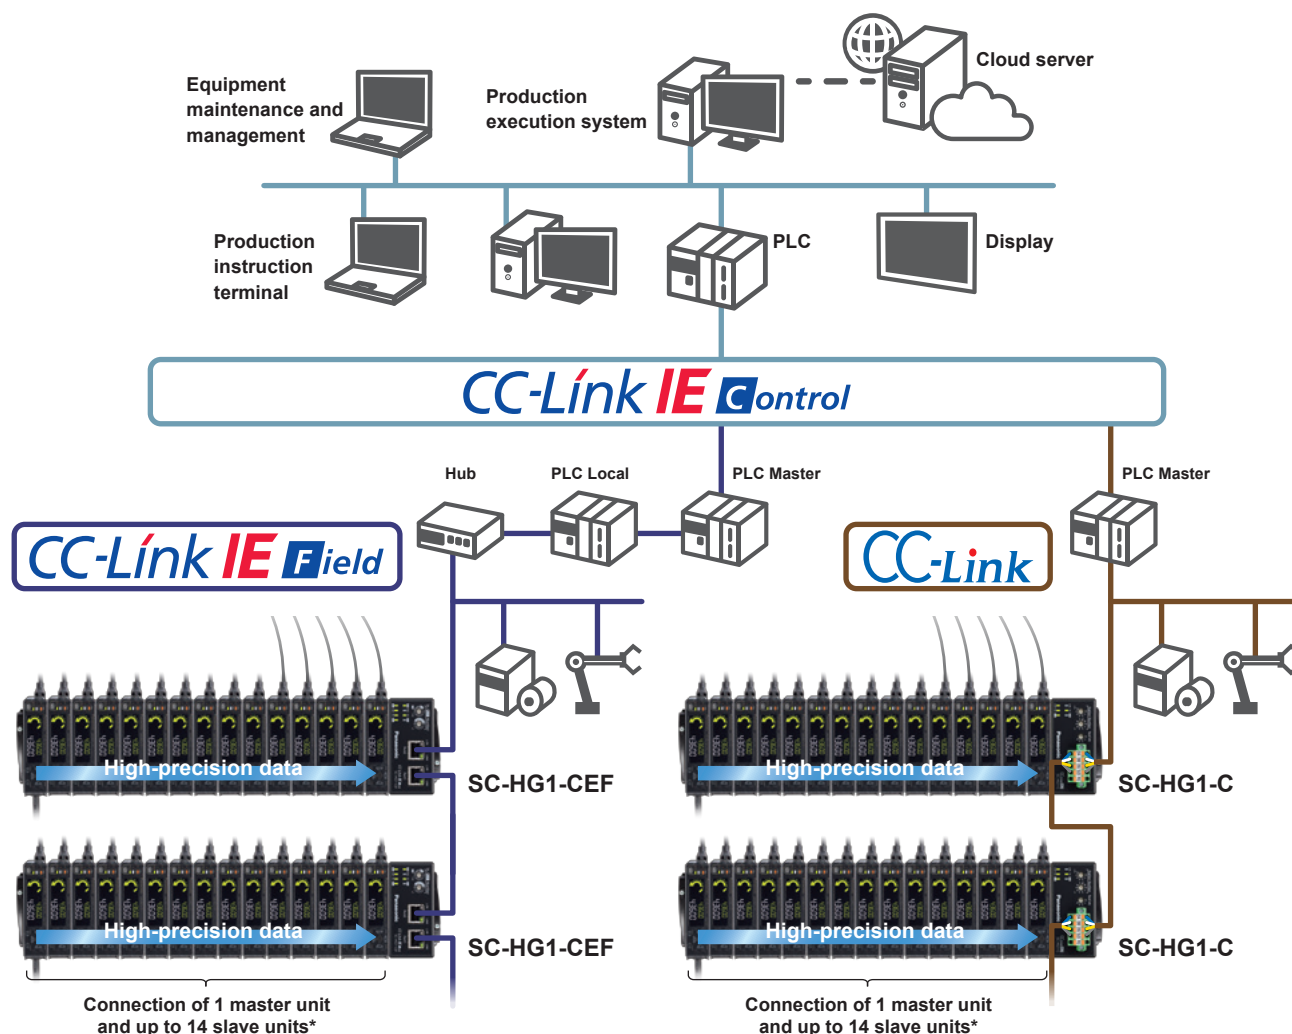 Cloud server
Equipment
maintenance and
management
Production
execution system
Production
instruction
terminal
PLC
Display
CC-Link IE Control
Hub
PLC Local
PLC Master
PLC Master
CC-Link IE Field
CC-Link
High-precision data
SC-HG1-CEF
High-precision data
SC-HG1-C
High-precision data
SC-HG1-CEF
High-precision data
SC-HG1-C
Connection of 1 master unit
and up to 14 slave units*
Connection of 1 master unit
and up to 14 slave units*